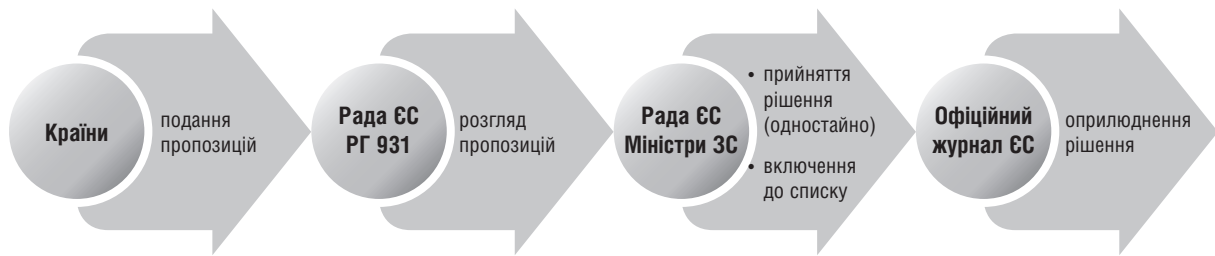 Країни
подання
пропозицій
Рада ЄС
РГ 931
розгляд
пропозицій
Рада ЄС
Міністри ЗС
• прийняття
рішення
(одностайно)
• включення
до списку
Офіційний
журнал ЄС
оприлюднення
рішення